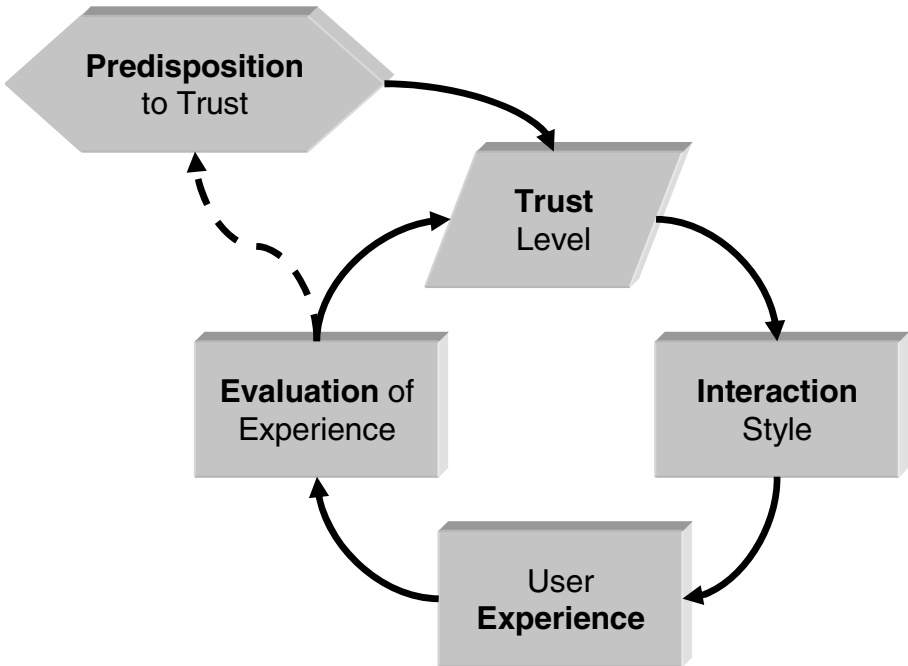 Predisposition
to Trust
Trust
Level
Evaluation of
Experience
Interaction
Style
User
Experience